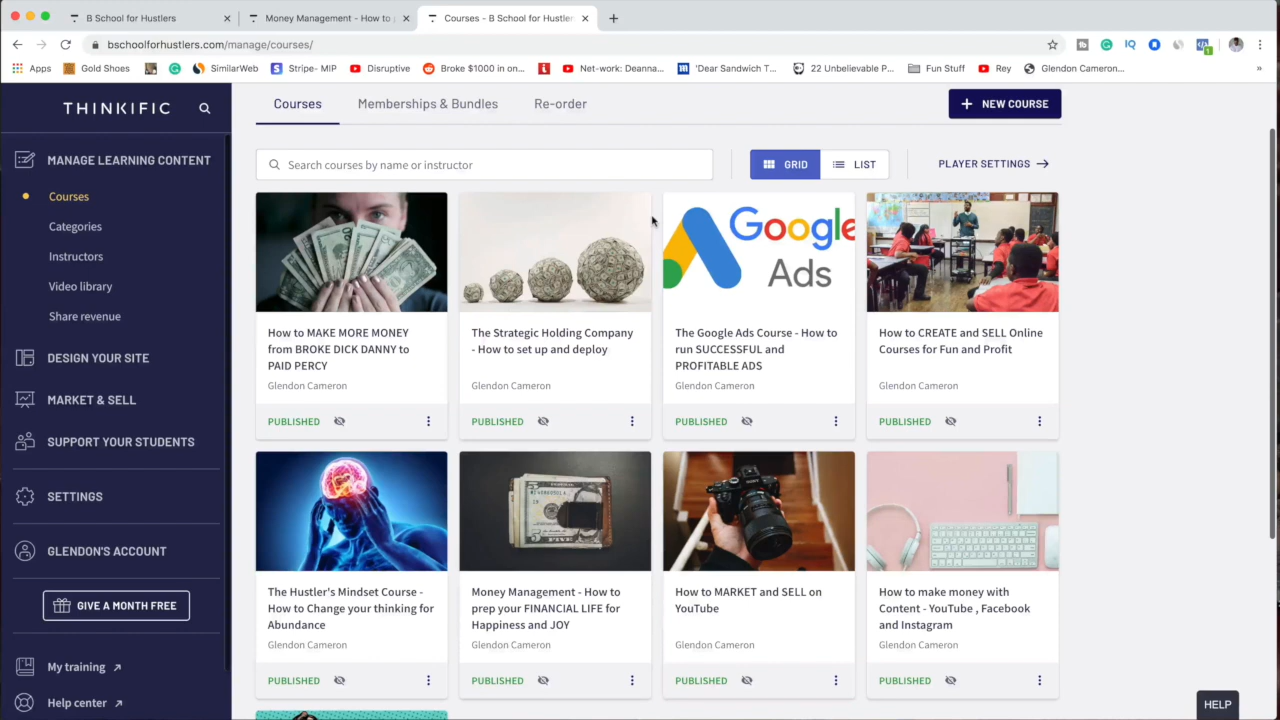 B School for Hustlers
Money Management - How to
Courses - B School for Hustler
bschoolforhustlers.com/manage/courses/
Apps
Gold Shoes
SimilarWeb
Stripe- MIP
Disruptive
Broke $1000 in on...
Net-work: Deanna...
'Dear Sandwich T...
22 Unbelievable P...
Fun Stuff
Rey
Glendon Cameron...
»
THINKIFIC
MANAGE LEARNING CONTENT
Courses
Categories
Instructors
Video library
Share revenue
DESIGN YOUR SITE
MARKET & SELL
SUPPORT YOUR STUDENTS
SETTINGS
GLENDON'S ACCOUNT
GIVE A MONTH FREE
My training
Help center
Courses
Memberships & Bundles
Re-order
+ NEW COURSE
Search courses by name or instructor
GRID
LIST
PLAYER SETTINGS →
How to MAKE MORE MONEY
from BROKE DICK DANNY to
PAID PERCY
Glendon Cameron
PUBLISHED
The Strategic Holding Company
- How to set up and deploy
Glendon Cameron
PUBLISHED
Google
Ads
The Google Ads Course - How to
run SUCCESSFUL and
PROFITABLE ADS
Glendon Cameron
PUBLISHED
How to CREATE and SELL Online
Courses for Fun and Profit
Glendon Cameron
PUBLISHED
The Hustler's Mindset Course -
How to Change your thinking for
Abundance
Glendon Cameron
PUBLISHED
Money Management - How to
prep your FINANCIAL LIFE for
Happiness and JOY
Glendon Cameron
PUBLISHED
How to MARKET and SELL on
YouTube
Glendon Cameron
PUBLISHED
How to make money with
Content - YouTube , Facebook
and Instagram
Glendon Cameron
PUBLISHED
HELP